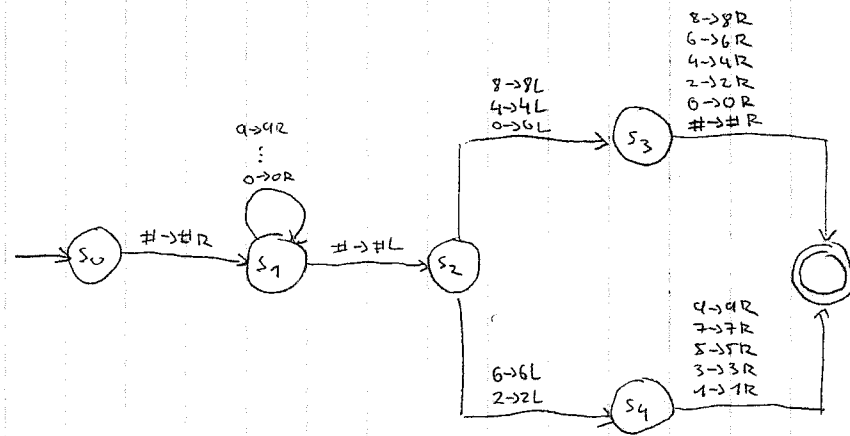 8→8R
6→6R
4→4R
2→2R
0→0R
#→#R
8→8L
4→4L
0→0L
S3
9→9R
⋮
0→0R
S0
#→#R
S1
#→#L
S2
9→9R
7→7R
5→5R
3→3R
1→1R
6→6L
2→2L
S4